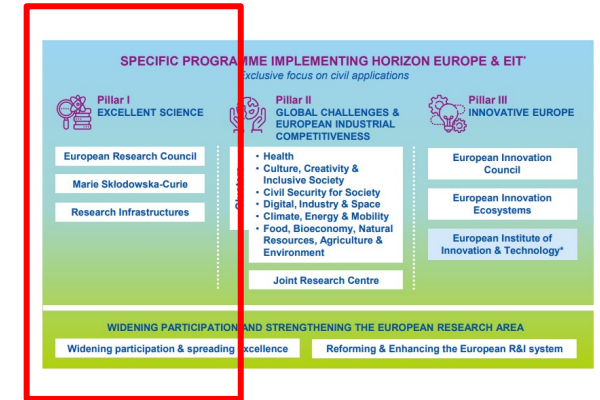 SPECIFIC PROGRAMME IMPLEMENTING HORIZON EUROPE & EIT*
Exclusive focus on civil applications
Pillar I
EXCELLENT SCIENCE
European Research Council
Marie Skłodowska-Curie
Research Infrastructures
Pillar II
GLOBAL CHALLENGES &
EUROPEAN INDUSTRIAL
COMPETITIVENESS
• Health
• Culture, Creativity &
Inclusive Society
• Civil Security for Society
• Digital, Industry & Space
• Climate, Energy & Mobility
• Food, Bioeconomy, Natural
Resources, Agriculture &
Environment
Joint Research Centre
Pillar III
INNOVATIVE EUROPE
European Innovation
Council
European Innovation
Ecosystems
European Institute of
Innovation & Technology*
WIDENING PARTICIPATION AND STRENGTHENING THE EUROPEAN RESEARCH AREA
Widening participation & spreading excellence
Reforming & Enhancing the European R&I system